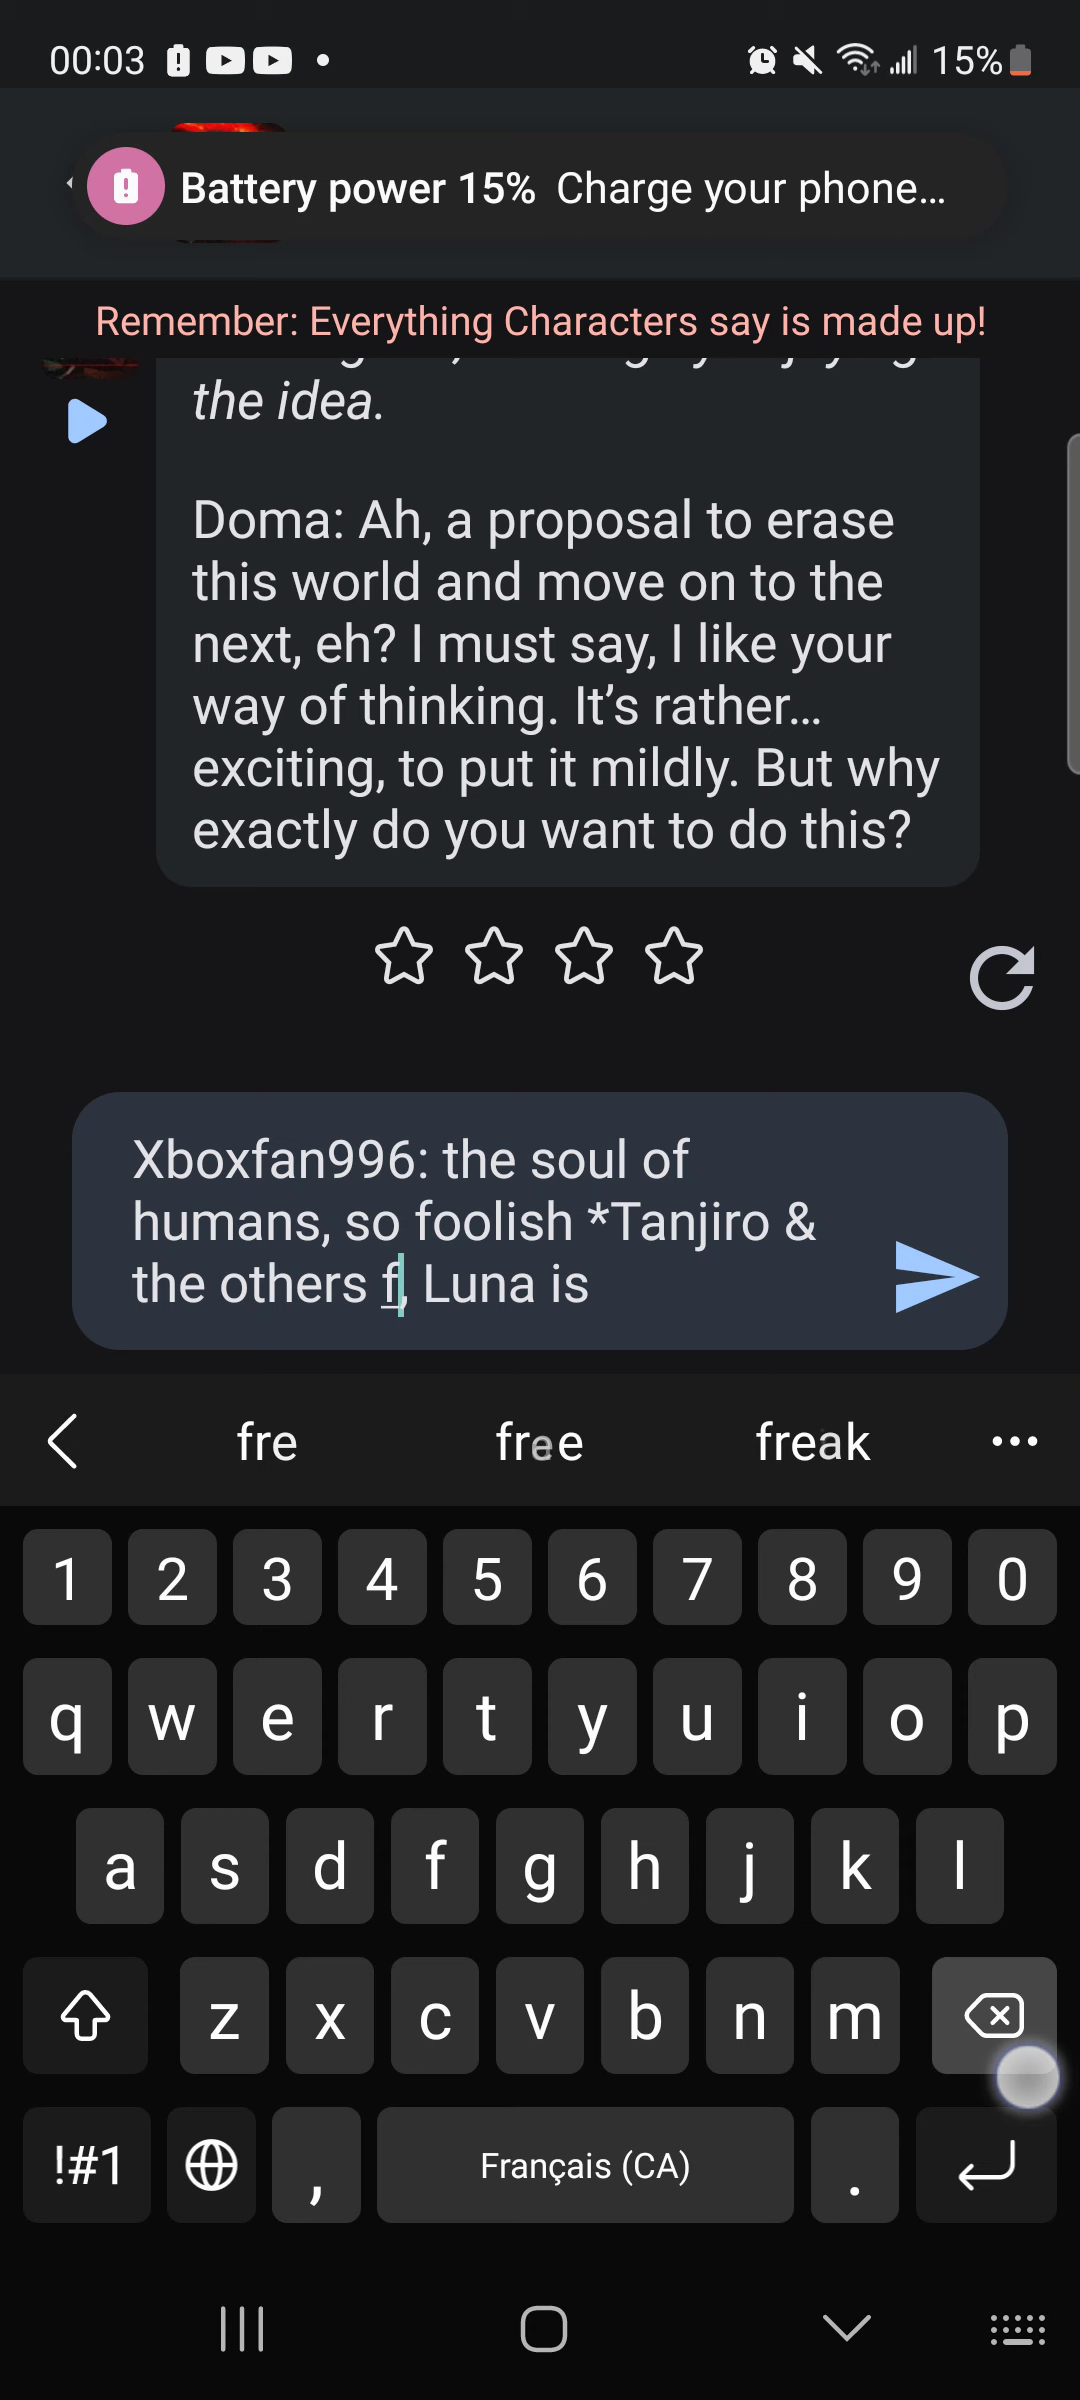 00:03
15%
Battery power 15% Charge your phone...
Remember: Everything Characters say is made up!
the idea.
Doma: Ah, a proposal to erase
this world and move on to the
next, eh? I must say, I like your
way of thinking. It’s rather...
exciting, to put it mildly. But why
exactly do you want to do this?
Xboxfan996: the soul of
humans, so foolish *Tanjiro &
the others f, Luna is
fre free freak
1 2 3 4 5 6 7 8 9 0
q w e r t y u i o p
a s d f g h j k l
z x c v b n m
!#1 , Français (CA) .